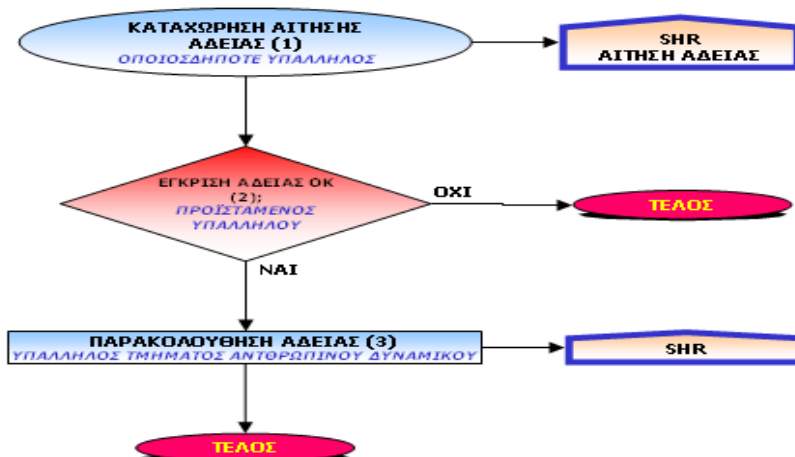 ΚΑΤΑΧΩΡΗΣΗ ΑΙΤΗΣΗΣ
ΑΔΕΙΑΣ (1)
ΟΠΟΙΟΣΔΗΠΟΤΕ ΥΠΑΛΛΗΛΟΣ
SHR
ΑΙΤΗΣΗ ΑΔΕΙΑΣ
ΕΓΚΡΙΣΗ ΑΔΕΙΑΣ ΟΚ
(2);
ΠΡΟΪΣΤΑΜΕΝΟΣ
ΥΠΑΛΛΗΛΟΥ
ΟΧΙ
ΤΕΛΟΣ
ΝΑΙ
ΠΑΡΑΚΟΛΟΥΘΗΣΗ ΑΔΕΙΑΣ (3)
ΥΠΑΛΛΗΛΟΣ ΤΜΗΜΑΤΟΣ ΑΝΤΘΡΩΠΙΝΟΥ ΔΥΝΑΜΙΚΟΥ
SHR
ΤΕΛΟΣ